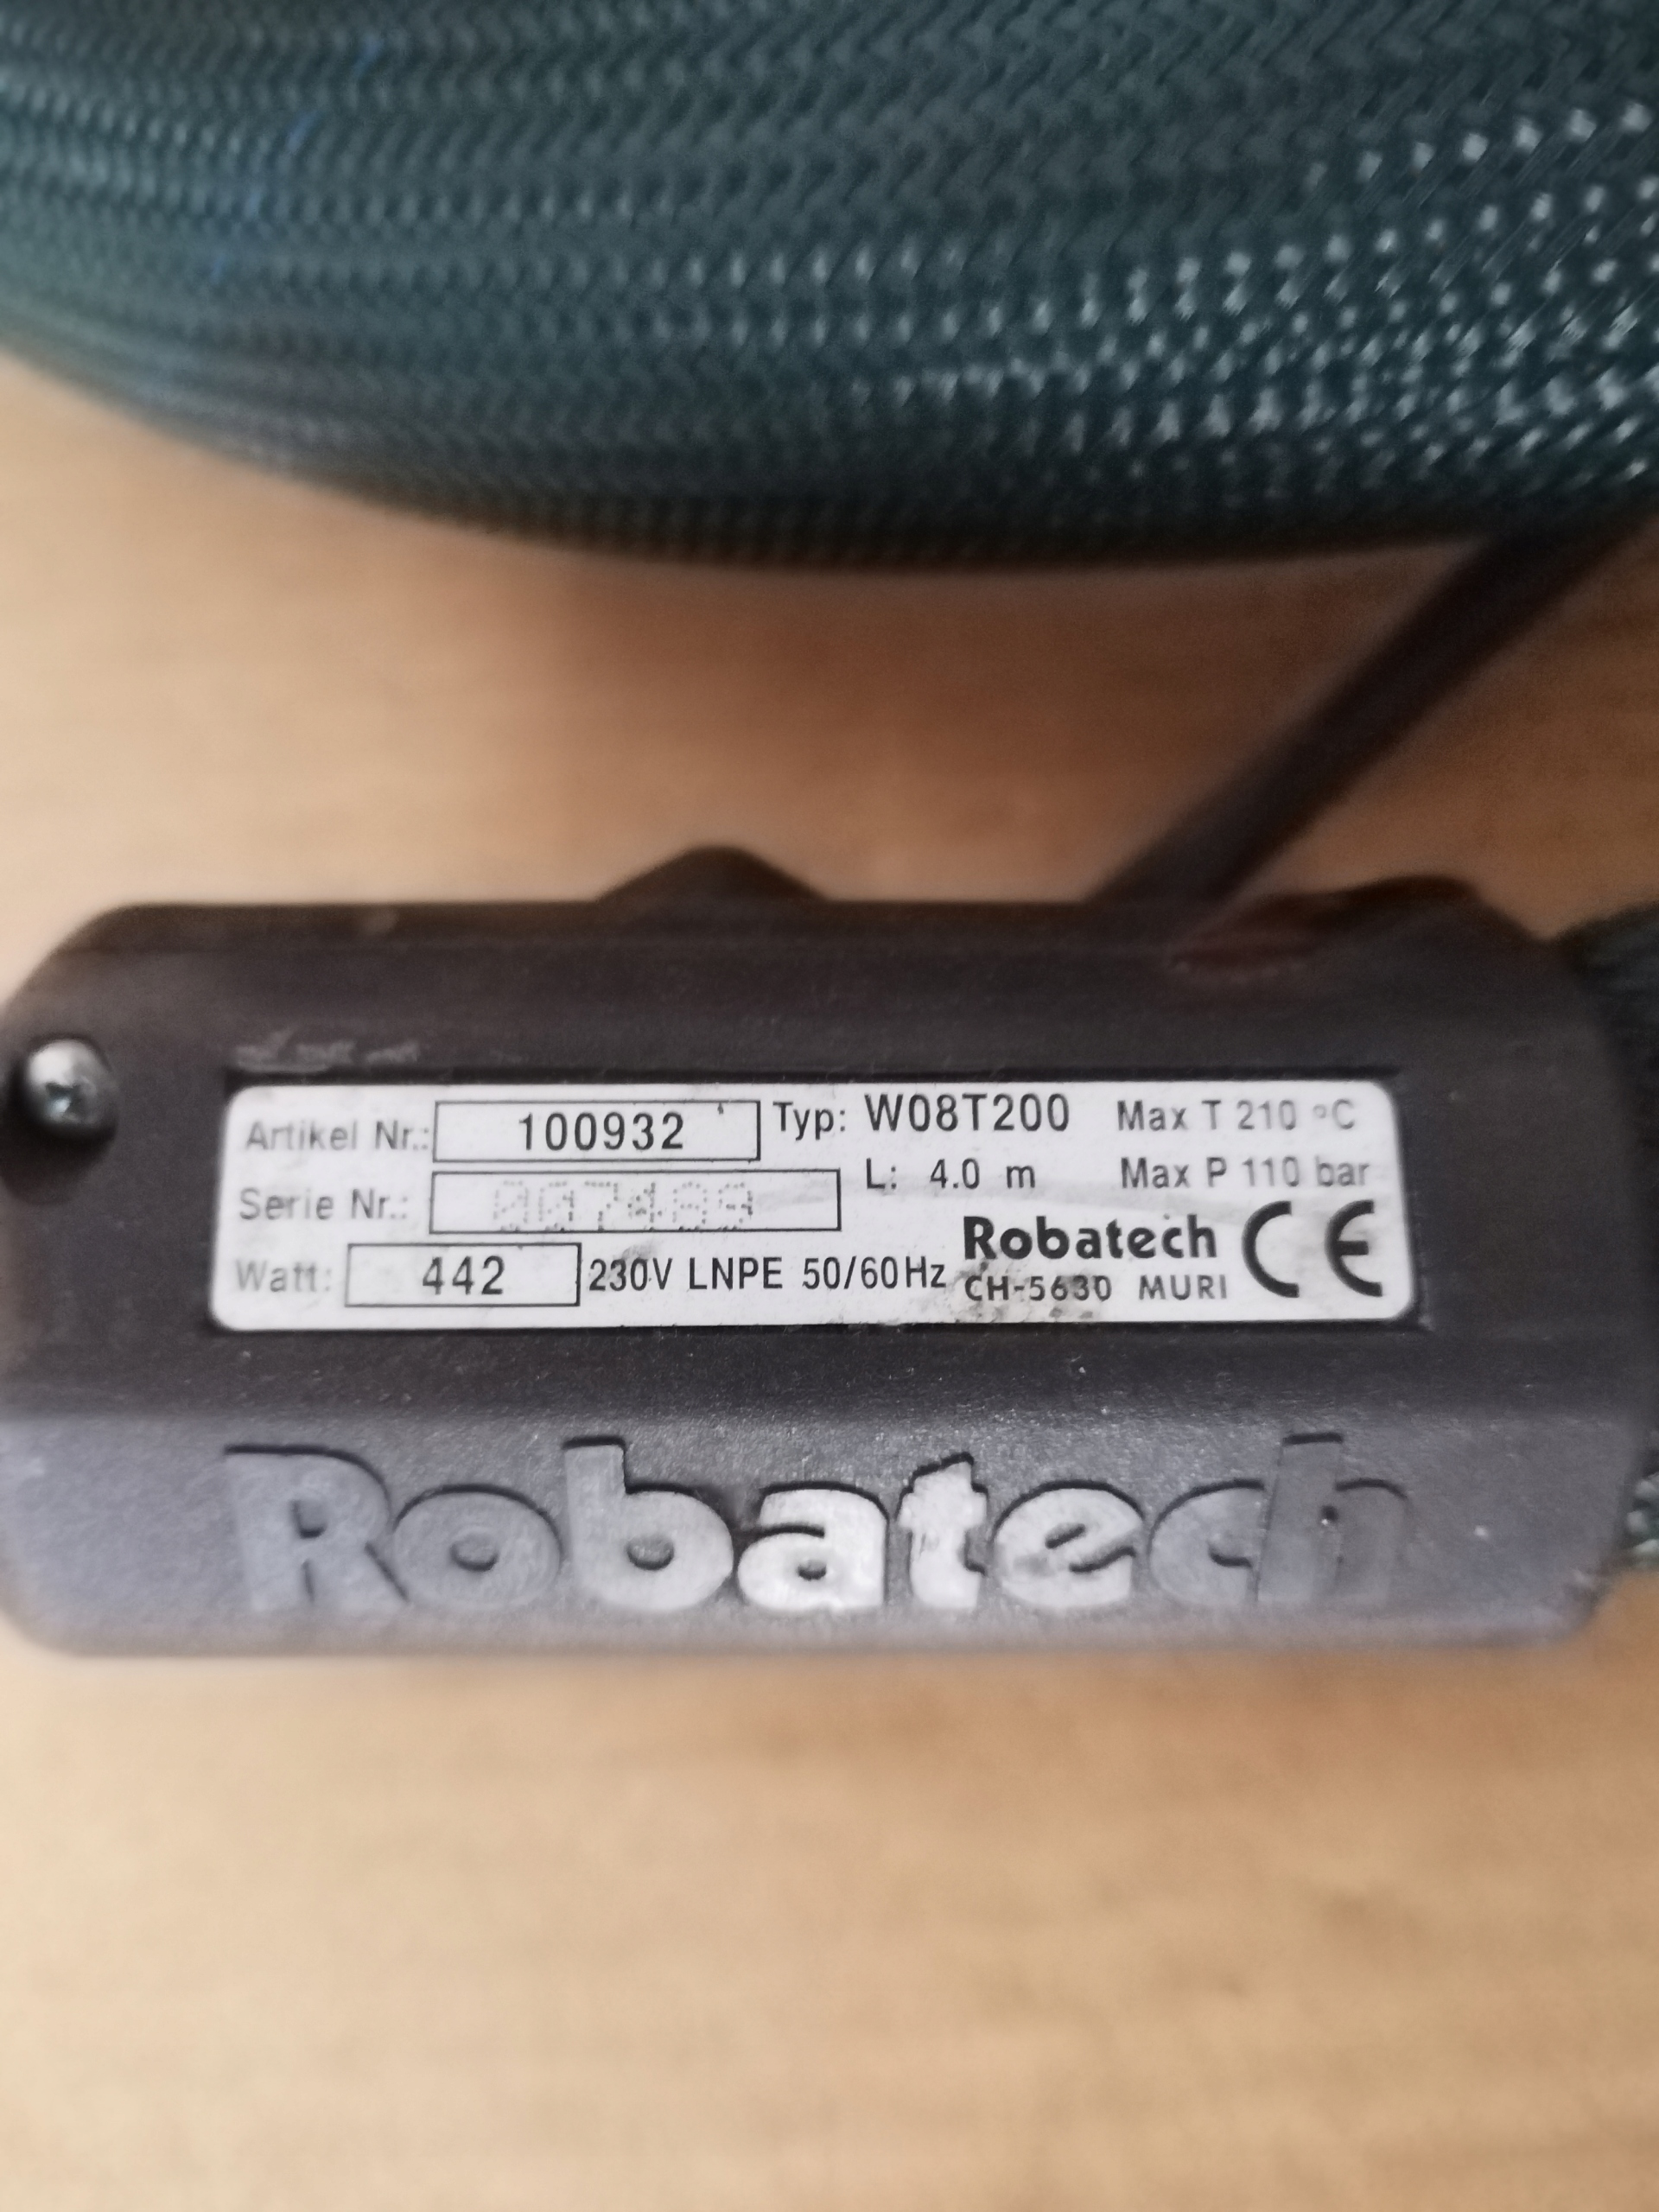 Artikel Nr.: 100932 Typ: W08T200 Max T 210 °C
L: 4.0 m Max P 110 bar
Serie Nr.:
Robatech CE
Watt: 442 230V LNPE 50/60Hz CH-5630 MURI
Robatech